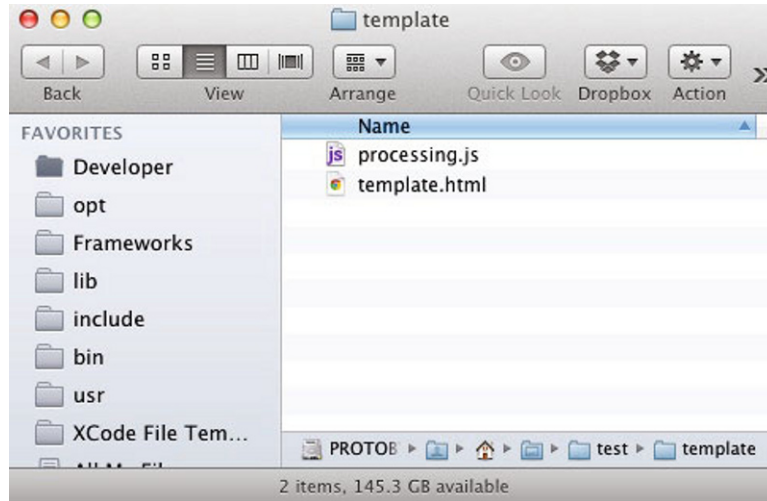 template
Back View Arrange Quick Look Dropbox Action
FAVORITES
Developer
opt
Frameworks
lib
include
bin
usr
XCode File Tem...
Name
js processing.js
template.html
test template
2 items, 145.3 GB available